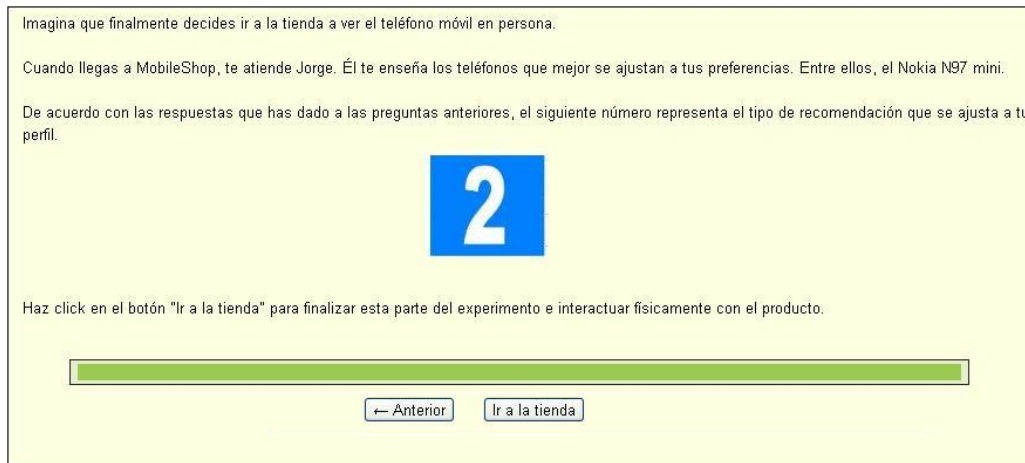 Imagina que finalmente decides ir a la tienda a ver el teléfono móvil en persona.
Cuando llegas a MobileShop, te atiende Jorge. Él te enseña los teléfonos que mejor se ajustan a tus preferencias. Entre ellos, el Nokia N97 mini.
De acuerdo con las respuestas que has dado a las preguntas anteriores, el siguiente número representa el tipo de recomendación que se ajusta a tu
perfil.
2
Haz click en el botón "Ir a la tienda" para finalizar esta parte del experimento e interactuar físicamente con el producto.
← Anterior Ir a la tienda